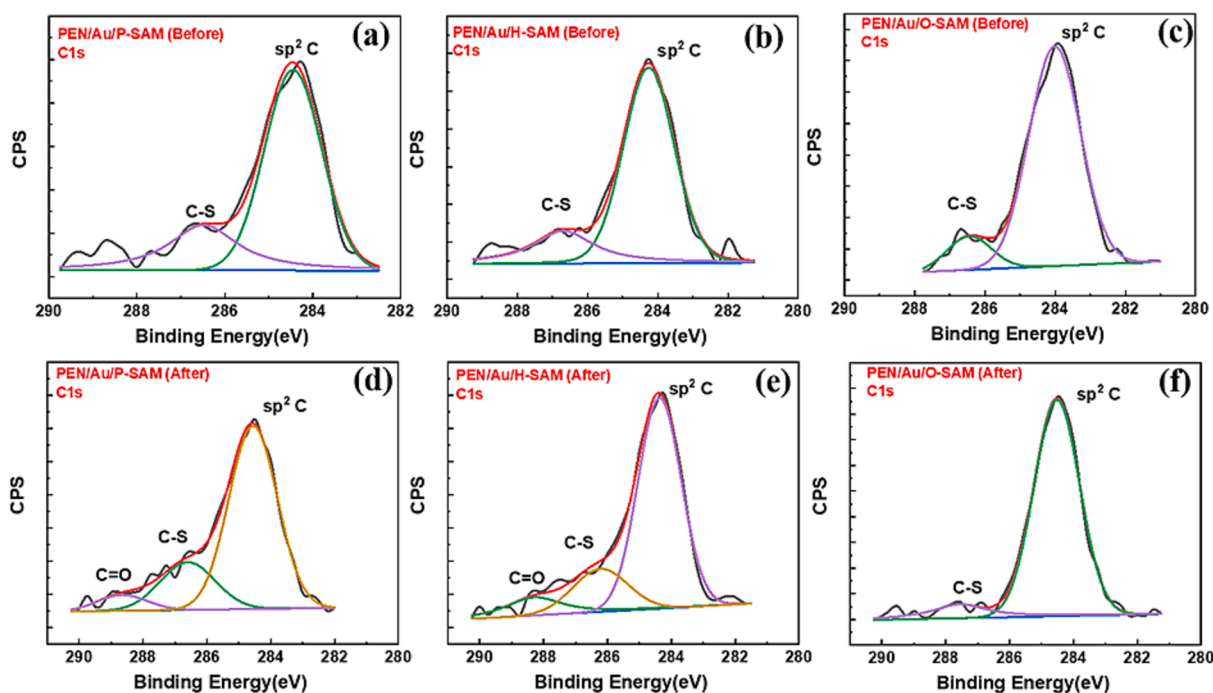 PEN/Au/P-SAM (Before)
C1s
(a)
sp² C
C-S
CPS
290 288 286 284 282
Binding Energy(eV)
PEN/Au/H-SAM (Before)
C1s
(b)
sp² C
C-S
CPS
290 288 286 284 282 280
Binding Energy(eV)
PEN/Au/O-SAM (Before)
C1s
(c)
sp² C
C-S
CPS
288 286 284 282 280
Binding Energy(eV)
PEN/Au/P-SAM (After)
C1s
(d)
sp² C
C-S
C=O
CPS
290 288 286 284 282 280
Binding Energy(eV)
PEN/Au/H-SAM (After)
C1s
(e)
sp² C
C-S
C=O
CPS
290 288 286 284 282 280
Binding Energy(eV)
PEN/Au/O-SAM (After)
C1s
(f)
sp² C
C-S
CPS
290 288 286 284 282 280
Binding Energy(eV)